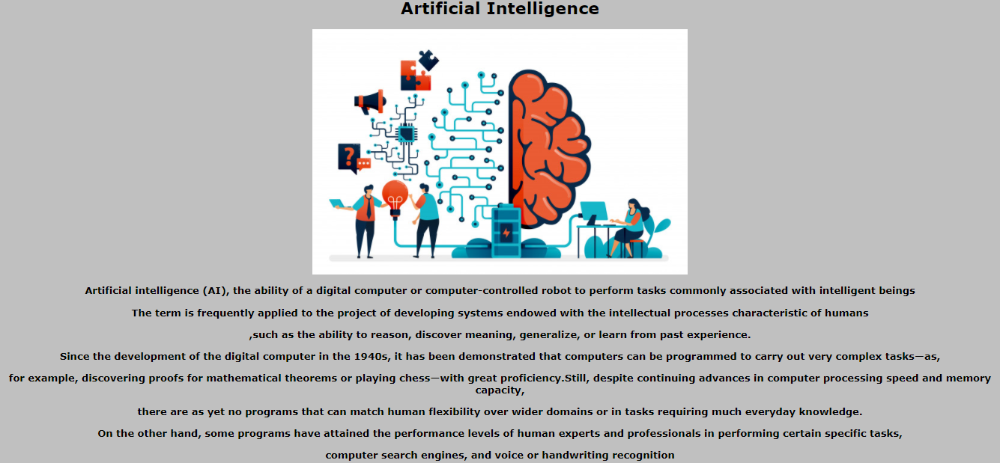 Artificial Intelligence
?
Artificial intelligence (AI), the ability of a digital computer or computer-controlled robot to perform tasks commonly associated with intelligent beings
The term is frequently applied to the project of developing systems endowed with the intellectual processes characteristic of humans
,such as the ability to reason, discover meaning, generalize, or learn from past experience.
Since the development of the digital computer in the 1940s, it has been demonstrated that computers can be programmed to carry out very complex tasks—as,
for example, discovering proofs for mathematical theorems or playing chess—with great proficiency.Still, despite continuing advances in computer processing speed and memory
capacity,
there are as yet no programs that can match human flexibility over wider domains or in tasks requiring much everyday knowledge.
On the other hand, some programs have attained the performance levels of human experts and professionals in performing certain specific tasks,
computer search engines, and voice or handwriting recognition